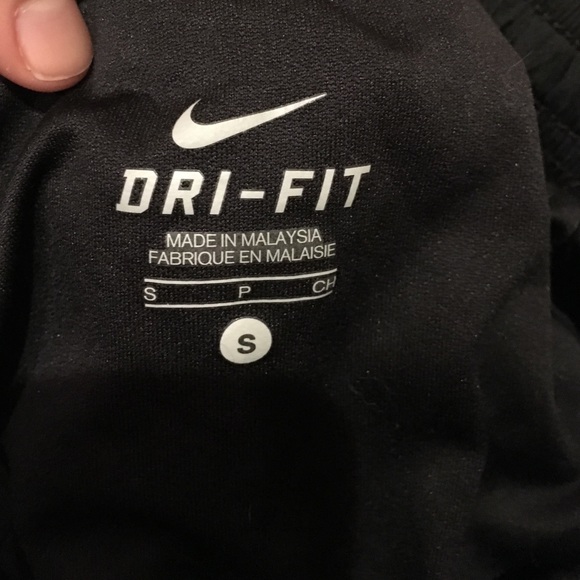 DRI-FIT
MADE IN MALAYSIA
FABRIQUE EN MALAISIE
S P CH
S